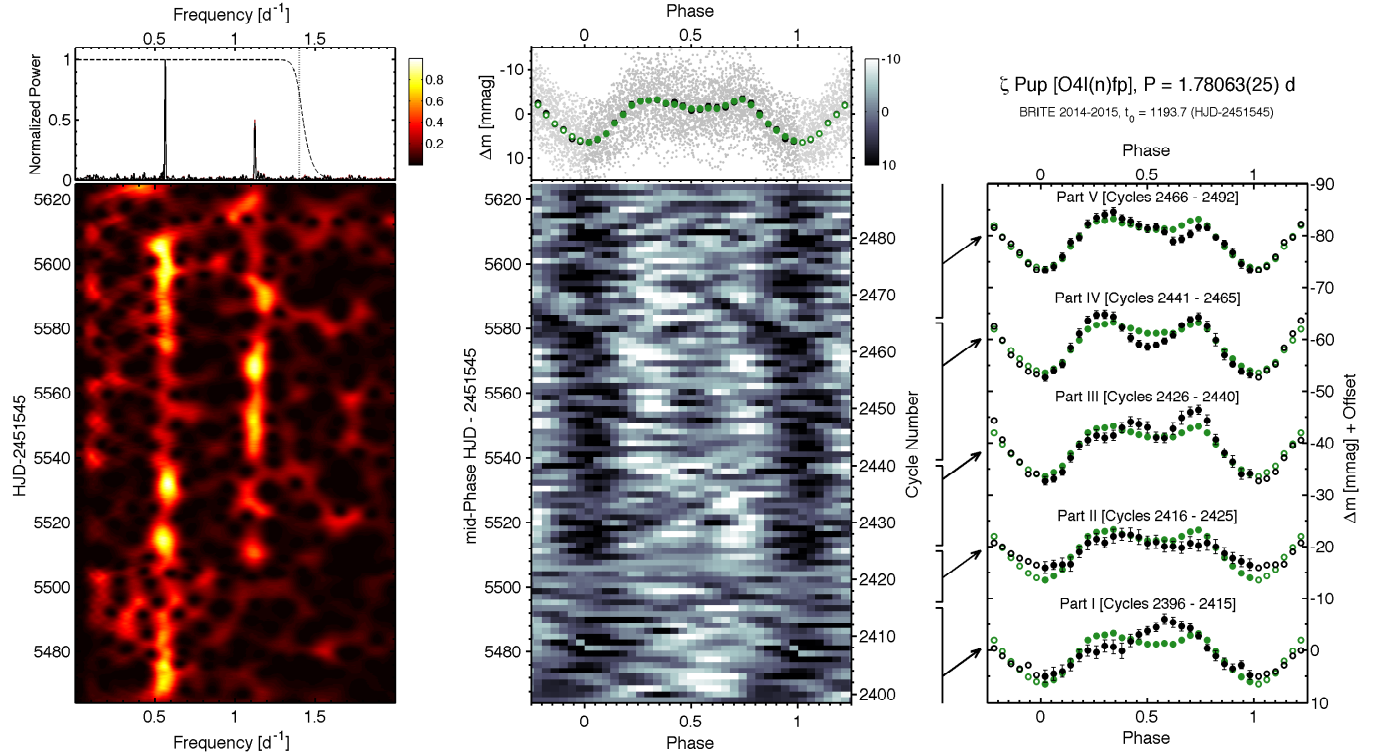 Frequency [d⁻¹]
0.5 1 1.5
Normalized Power
1
0.5
0
0.8
0.6
0.4
0.2
HJD-2451545
5620
5600
5580
5560
5540
5520
5500
5480
0.5 1 1.5
Frequency [d⁻¹]
Phase
0 0.5 1
Δm [mmag]
-10
0
10
-10
0
10
mid-Phase HJD - 2451545
5620
5600
5580
5560
5540
5520
5500
5480
2480
2470
2460
2450
2440
2430
2420
2410
2400
Cycle Number
0 0.5 1
Phase
ζ Pup [O4I(n)fp], P = 1.78063(25) d
BRITE 2014-2015, t₀ = 1193.7 (HJD-2451545)
Phase
0 0.5 1
Part V [Cycles 2466 - 2492]
Part IV [Cycles 2441 - 2465]
Part III [Cycles 2426 - 2440]
Part II [Cycles 2416 - 2425]
Part I [Cycles 2396 - 2415]
-90
-80
-70
-60
-50
-40
-30
-20
-10
0
10
Δm [mmag] + Offset
0 0.5 1
Phase